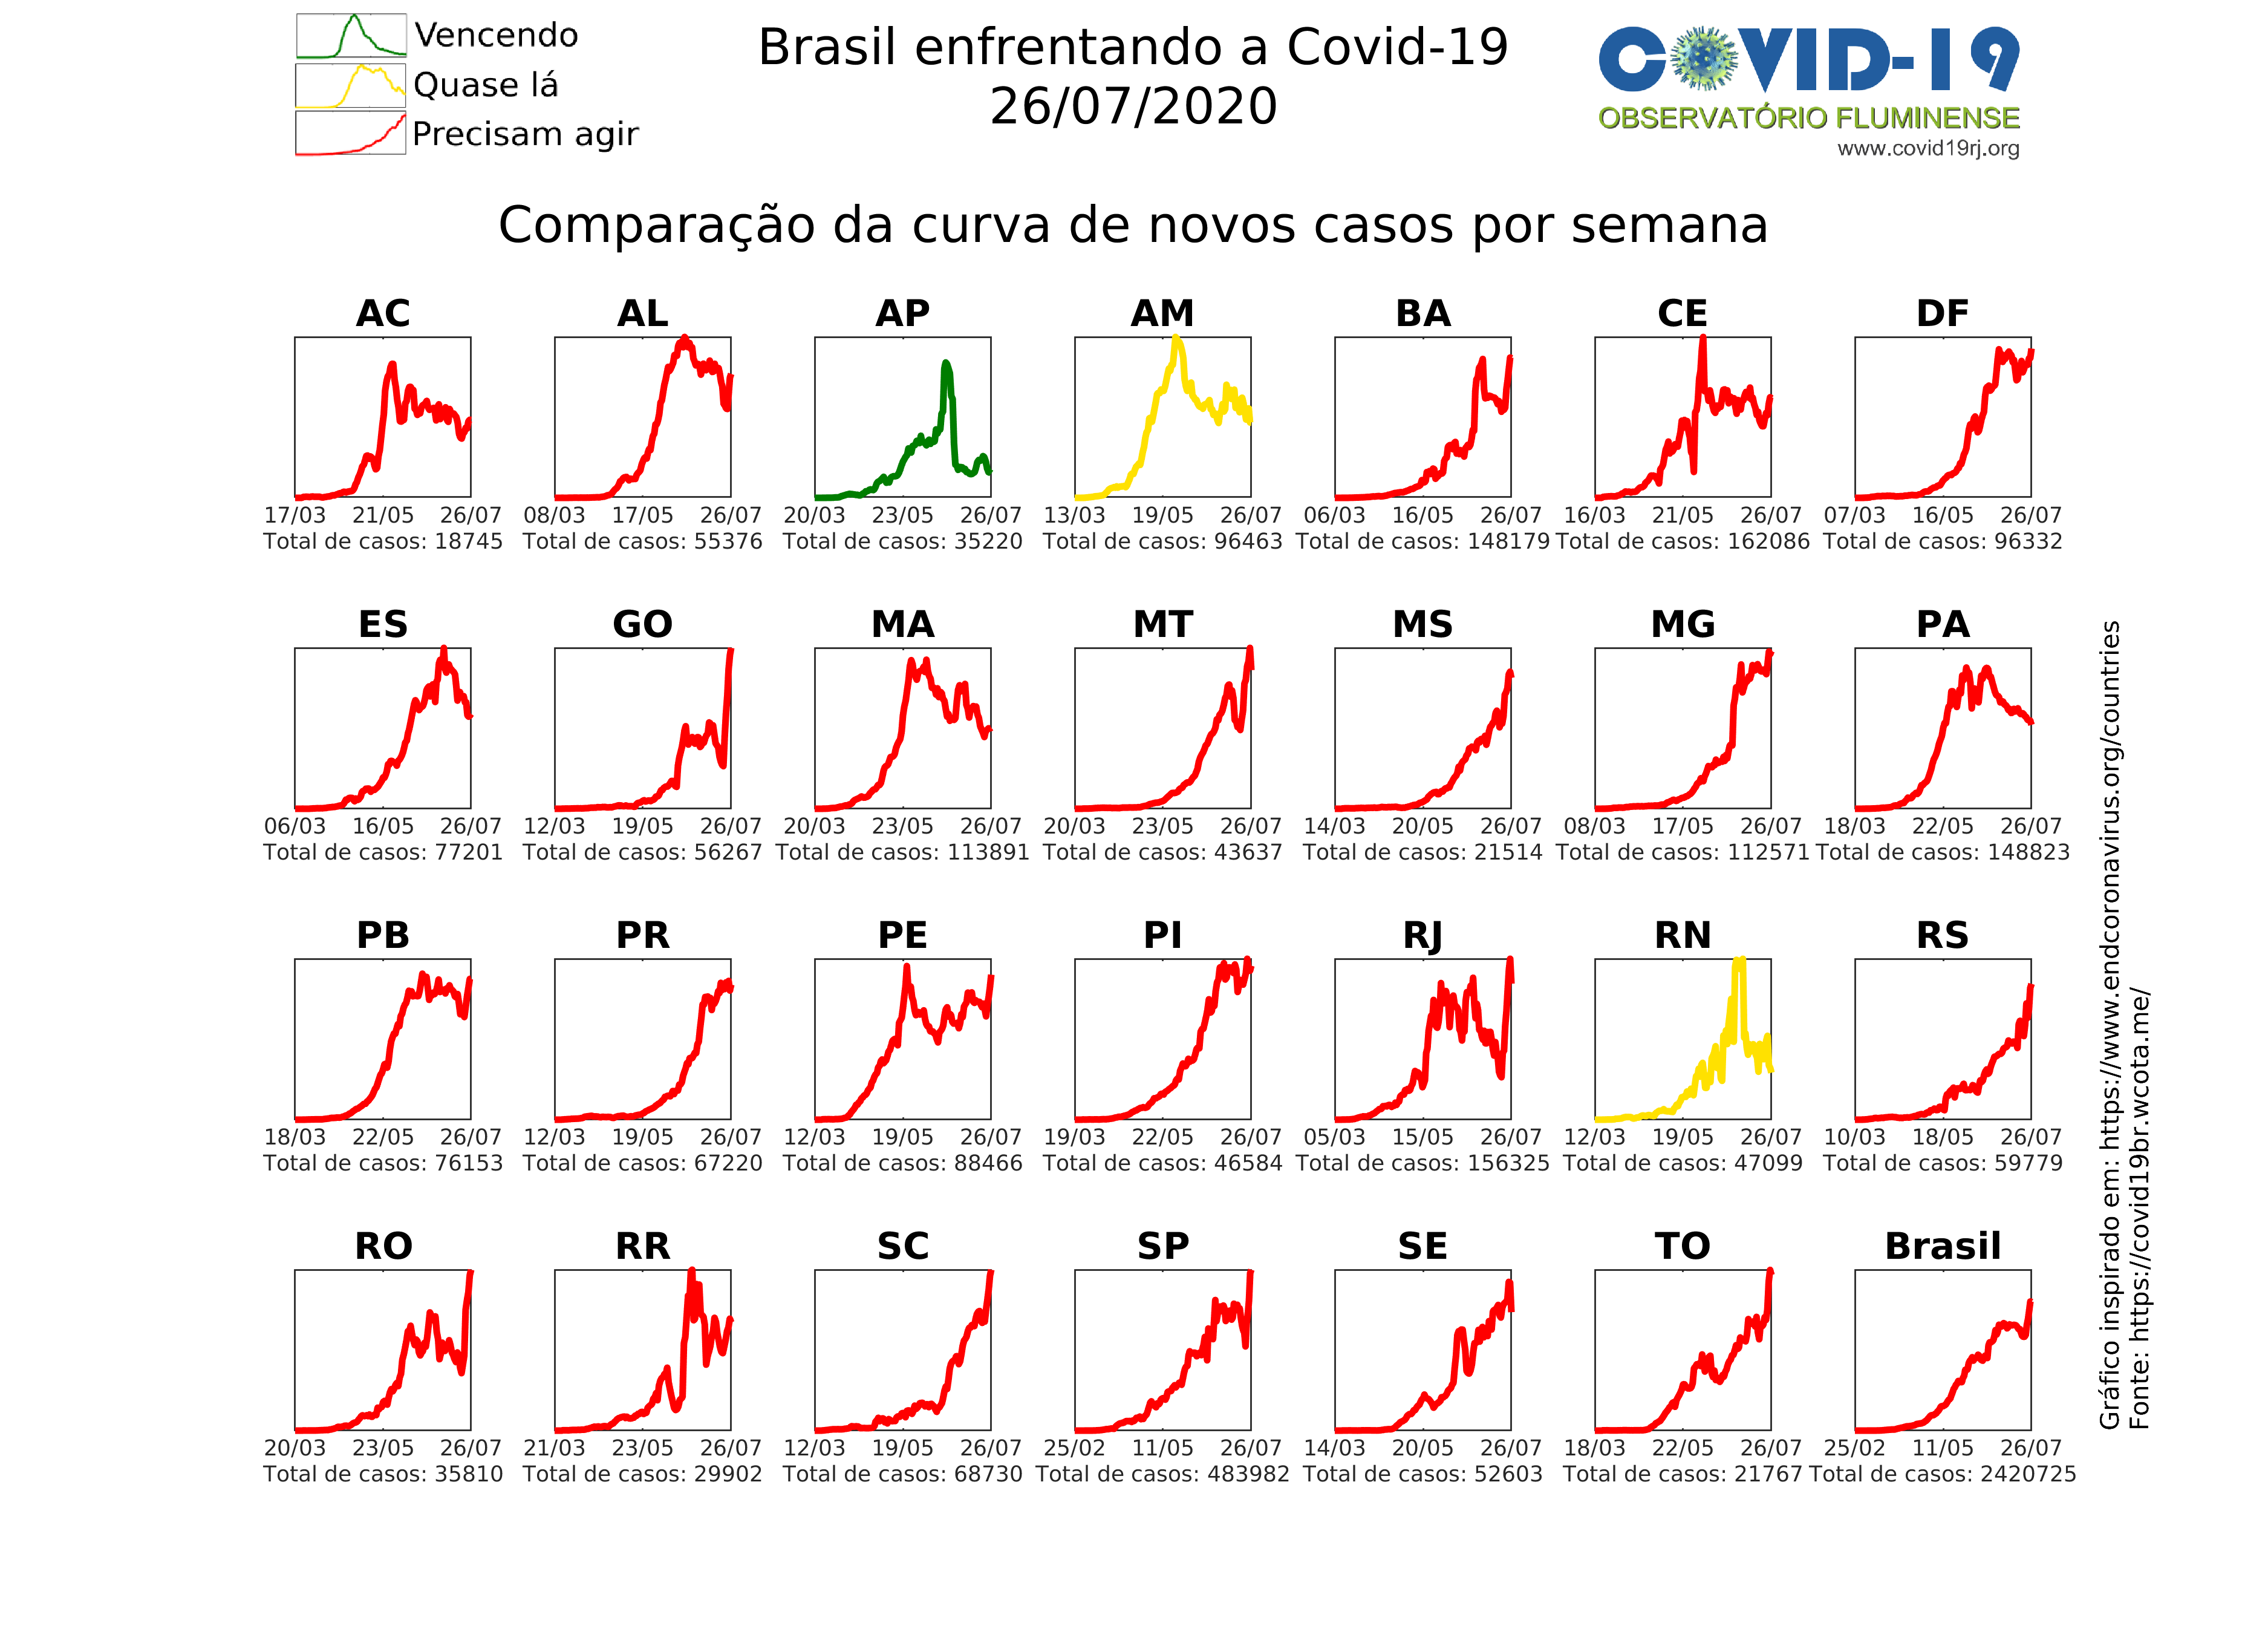 Vencendo
Quase lá
Precisam agir
Brasil enfrentando a Covid-19
26/07/2020
COVID-19
OBSERVATÓRIO FLUMINENSE
www.covid19rj.org
Comparação da curva de novos casos por semana
AC AL AP AM BA CE DF
17/03 21/05 26/07 08/03 17/05 26/07 20/03 23/05 26/07 13/03 19/05 26/07 06/03 16/05 26/07 16/03 21/05 26/07 07/03 16/05 26/07
Total de casos: 18745 Total de casos: 55376 Total de casos: 35220 Total de casos: 96463 Total de casos: 148179 Total de casos: 162086 Total de casos: 96332
ES GO MA MT MS MG PA
06/03 16/05 26/07 12/03 19/05 26/07 20/03 23/05 26/07 20/03 23/05 26/07 14/03 20/05 26/07 08/03 17/05 26/07 18/03 22/05 26/07
Total de casos: 77201 Total de casos: 56267 Total de casos: 113891 Total de casos: 43637 Total de casos: 21514 Total de casos: 112571 Total de casos: 148823
PB PR PE PI RJ RN RS
18/03 22/05 26/07 12/03 19/05 26/07 12/03 19/05 26/07 19/03 22/05 26/07 05/03 15/05 26/07 12/03 19/05 26/07 10/03 18/05 26/07
Total de casos: 76153 Total de casos: 67220 Total de casos: 88466 Total de casos: 46584 Total de casos: 156325 Total de casos: 47099 Total de casos: 59779
RO RR SC SP SE TO Brasil
20/03 23/05 26/07 21/03 23/05 26/07 12/03 19/05 26/07 25/02 11/05 26/07 14/03 20/05 26/07 18/03 22/05 26/07 25/02 11/05 26/07
Total de casos: 35810 Total de casos: 29902 Total de casos: 68730 Total de casos: 483982 Total de casos: 52603 Total de casos: 21767 Total de casos: 2420725
Gráfico inspirado em: https://www.endcoronavirus.org/countries
Fonte: https://covid19br.wcota.me/